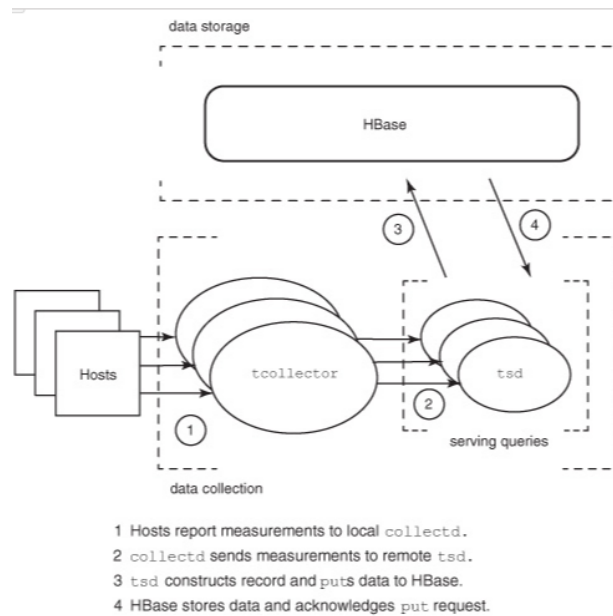 data storage
HBase
3
4
Hosts
tcollector
tsd
1
2
serving queries
data collection
1 Hosts report measurements to local collectd.
2 collectd sends measurements to remote tsd.
3 tsd constructs record and puts data to HBase.
4 HBase stores data and acknowledges put request.